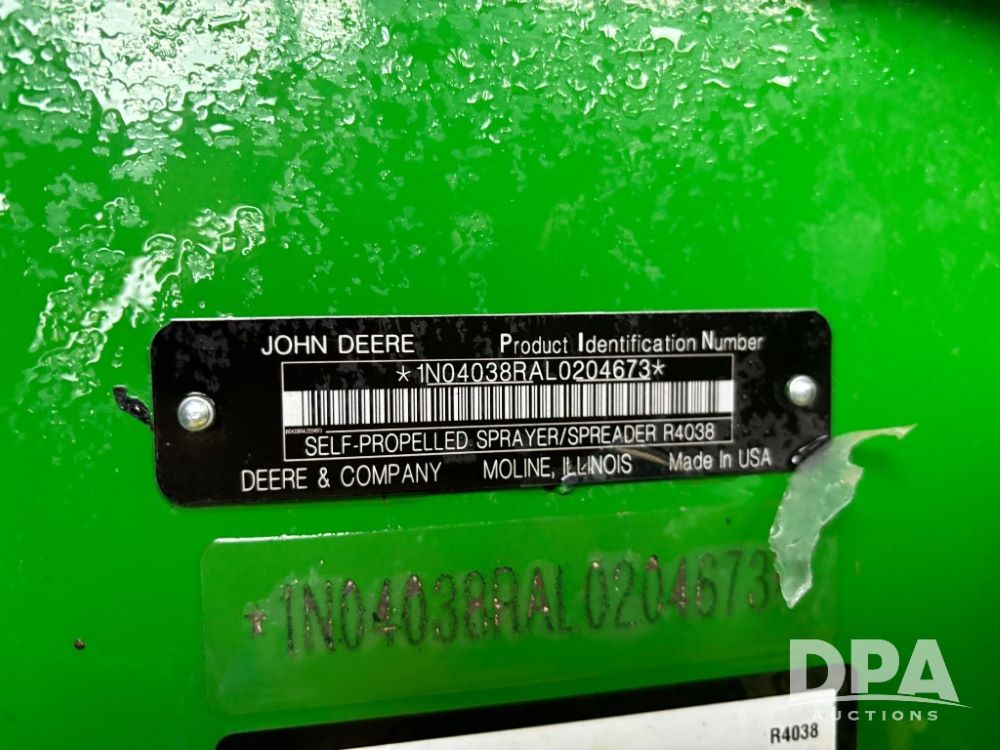 JOHN DEERE Product Identification Number
*1N04038RAL0204673*
SELF-PROPELLED SPRAYER/SPREADER R4038
DEERE & COMPANY MOLINE, ILLINOIS Made In USA
*1N04038RAL0204673
DPA
AUCTIONS
R4038